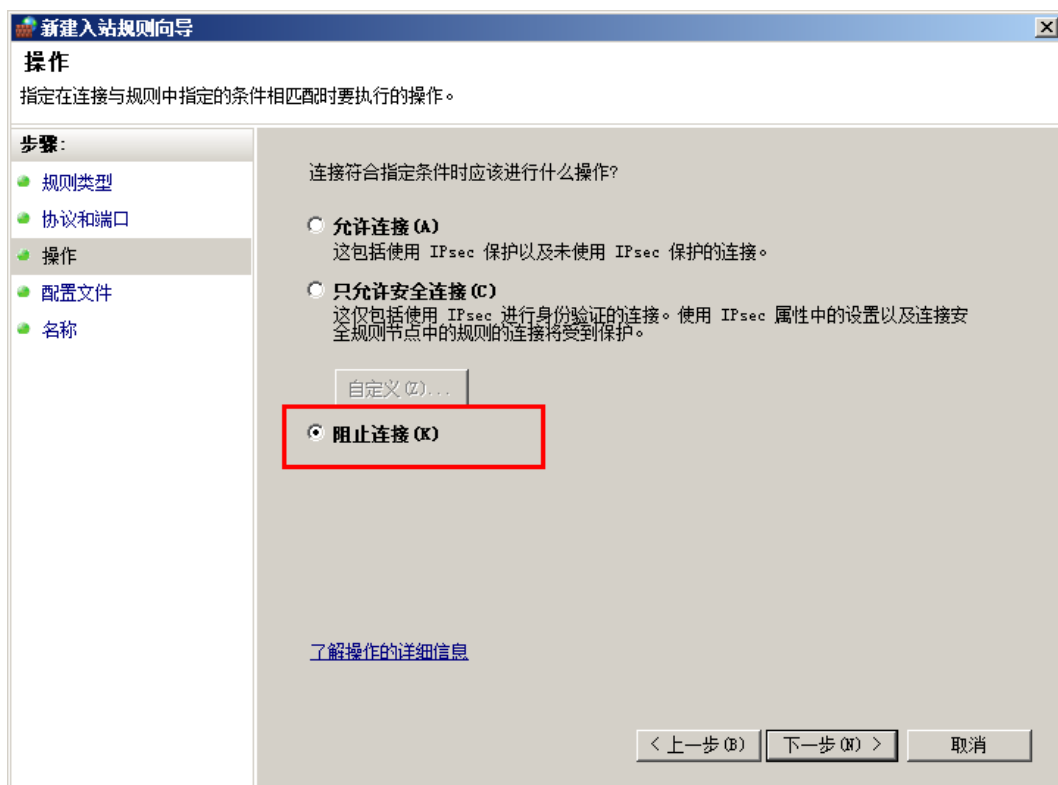 新建入站规则向导
操作
指定在连接与规则中指定的条件相匹配时要执行的操作。
步骤:
规则类型
协议和端口
操作
配置文件
名称
连接符合指定条件时应该进行什么操作?
允许连接(A)
这包括使用 IPsec 保护以及未使用 IPsec 保护的连接。
只允许安全连接(C)
这仅包括使用 IPsec 进行身份验证的连接。使用 IPsec 属性中的设置以及连接安
全规则节点中的规则的连接将受到保护。
自定义(Z)...
阻止连接(K)
了解操作的详细信息
< 上一步(B)
下一步(N) >
取消